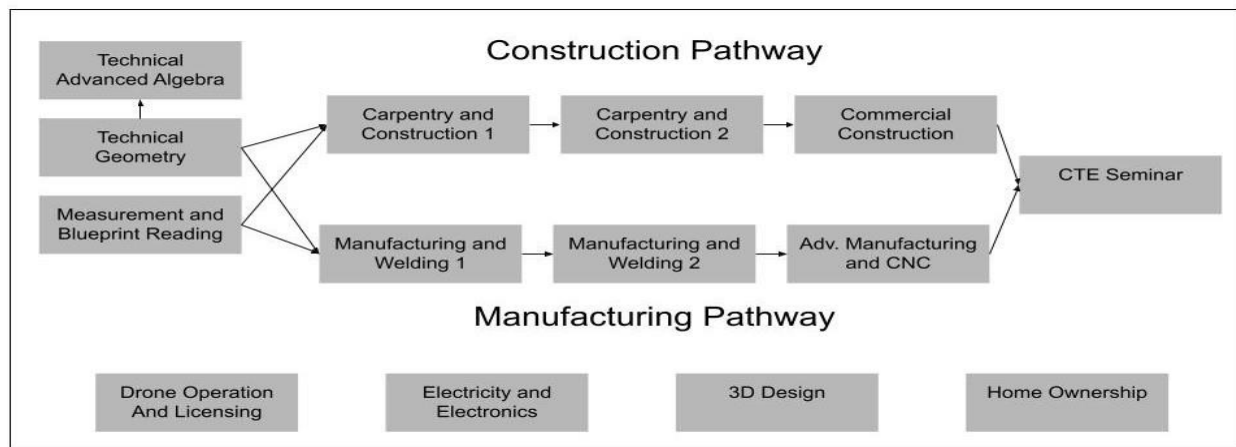 Construction Pathway
Technical
Advanced Algebra
Technical
Geometry
Measurement and
Blueprint Reading
Carpentry and
Construction 1
Carpentry and
Construction 2
Commercial
Construction
CTE Seminar
Manufacturing and
Welding 1
Manufacturing and
Welding 2
Adv. Manufacturing
and CNC
Manufacturing Pathway
Drone Operation
And Licensing
Electricity and
Electronics
3D Design
Home Ownership